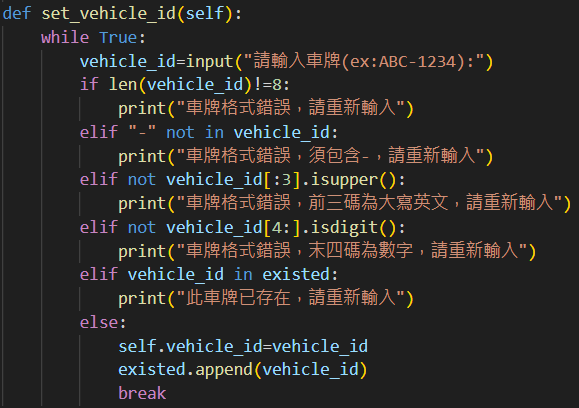 def set_vehicle_id(self):
    while True:
        vehicle_id=input("請輸入車牌(ex:ABC-1234):")
        if len(vehicle_id)!=8:
            print("車牌格式錯誤，請重新輸入")
        elif "-" not in vehicle_id:
            print("車牌格式錯誤，須包含-，請重新輸入")
        elif not vehicle_id[:3].isupper():
            print("車牌格式錯誤，前三碼為大寫英文，請重新輸入")
        elif not vehicle_id[4:].isdigit():
            print("車牌格式錯誤，末四碼為數字，請重新輸入")
        elif vehicle_id in existed:
            print("此車牌已存在，請重新輸入")
        else:
            self.vehicle_id=vehicle_id
            existed.append(vehicle_id)
            break